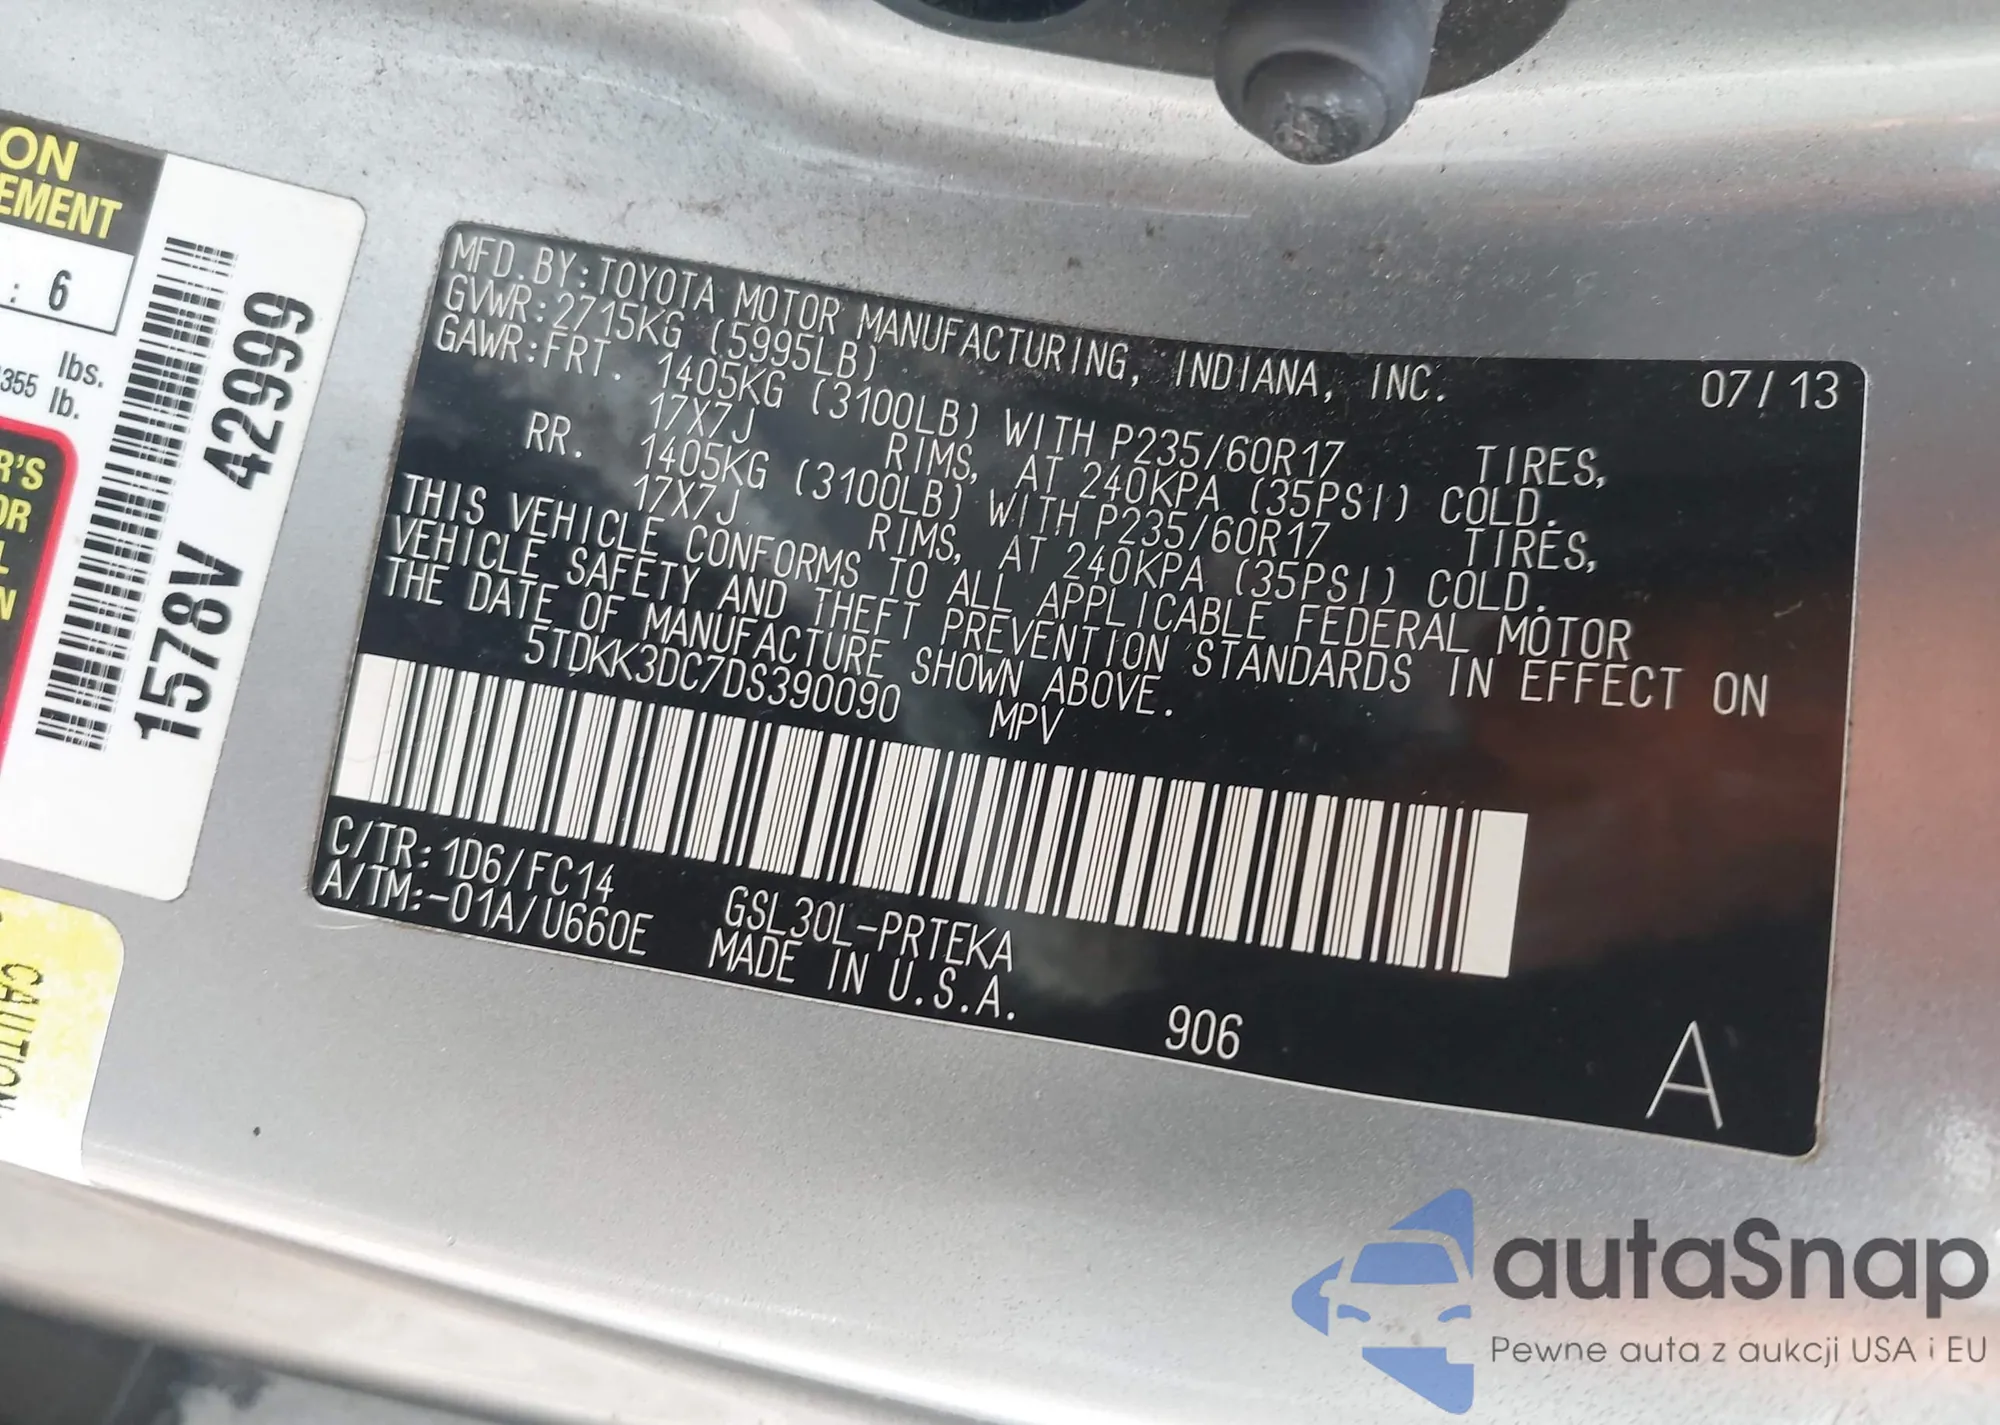 ON
EMENT
: 6
lbs.
355 lb.
R'S
OR
L
N
1578V 42999
CAUTION
MFD. BY: TOYOTA MOTOR MANUFACTURING, INDIANA, INC. 07/13
GVWR: 2715KG (5995LB)
GAWR: FRT. 1405KG (3100LB) WITH P235/60R17 TIRES,
17X7J RIMS, AT 240KPA (35PSI) COLD.
RR. 1405KG (3100LB) WITH P235/60R17 TIRES,
17X7J RIMS, AT 240KPA (35PSI) COLD.
THIS VEHICLE CONFORMS TO ALL APPLICABLE FEDERAL MOTOR
VEHICLE SAFETY AND THEFT PREVENTION STANDARDS IN EFFECT ON
THE DATE OF MANUFACTURE SHOWN ABOVE.
5TDKK3DC7DS390090 MPV
C/TR: 1D6/FC14 GSL30L-PRTEKA
A/TM:-01A/U660E MADE IN U.S.A.
906
A
autaSnap
Pewne auta z aukcji USA i EU